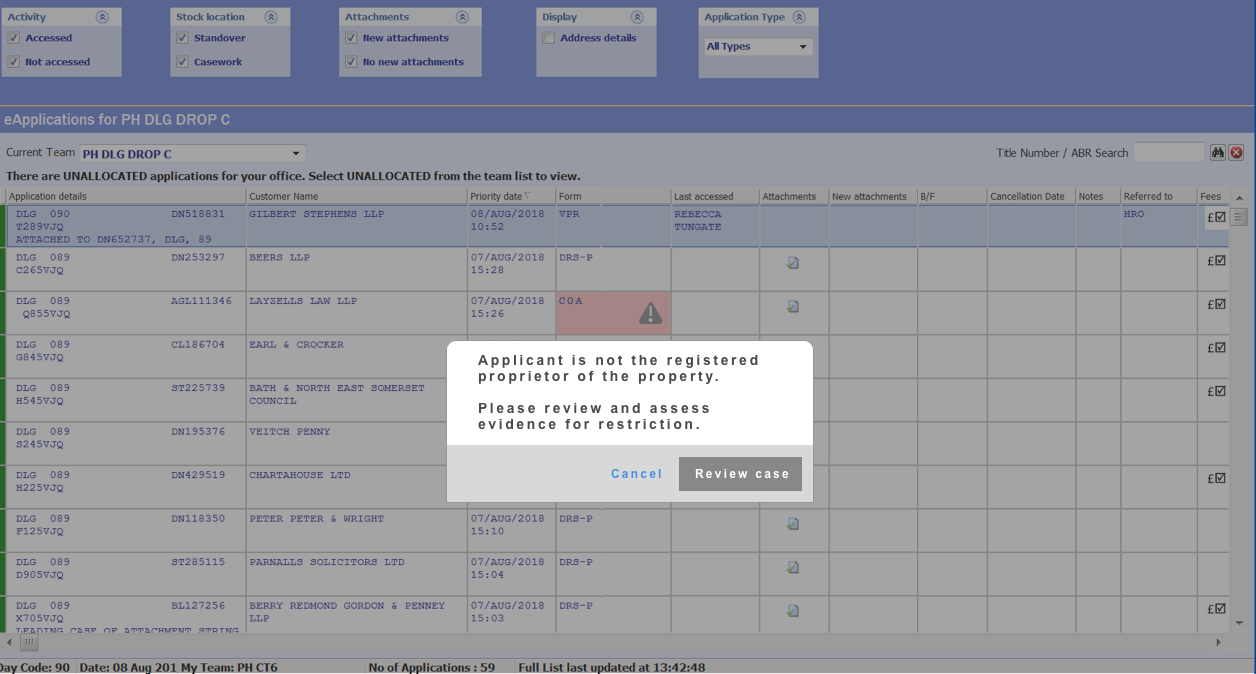 Activity
Accessed
Not accessed
Stock location
Standover
Casework
Attachments
New attachments
No new attachments
Display
Address details
Application Type
All Types
eApplications for PH DLG DROP C
Current Team PH DLG DROP C
Title Number / ABR Search
There are UNALLOCATED applications for your office. Select UNALLOCATED from the team list to view.
Application details Customer Name Priority date Form Last accessed Attachments New attachments B/F Cancellation Date Notes Referred to Fees
DLG 090 DN518831 GILBERT STEPHENS LLP 08/AUG/2018 VPR REBECCA HRO
T289VJQ 10:52 TUNGATE £
ATTACHED TO DN652737, DLG, 89
DLG 089 DN253297 BEERS LLP 07/AUG/2018 DRS-P £
C265VJQ 15:28
DLG 089 AGL111346 LAYZELLS LAW LLP 07/AUG/2018 COA £
Q855VJQ 15:26
DLG 089 CL186704 EARL & CROCKER £
G845VJQ
DLG 089 ST225739 BATH & NORTH EAST SOMERSET £
H545VJQ COUNCIL
DLG 089 DN195376 VEITCH PENNY
S245VJQ
DLG 089 DN429519 CHARTAHOUSE LTD £
H225VJQ
Applicant is not the registered
proprietor of the property.
Please review and assess
evidence for restriction.
Cancel Review case
DLG 089 DN118350 PETER PETER & WRIGHT 07/AUG/2018 DRS-P
F125VJQ 15:10
DLG 089 ST285115 PARNALLS SOLICITORS LTD 07/AUG/2018 DRS-P
D905VJQ 15:04
DLG 089 BL127256 BERRY REDMOND GORDON & PENNEY 07/AUG/2018 DRS-P £
X705VJQ LLP 15:03
LEADING CASE OF ATTACHMENT STRING
Day Code: 90 Date: 08 Aug 201 My Team: PH CT6 No of Applications : 59 Full List last updated at 13:42:48